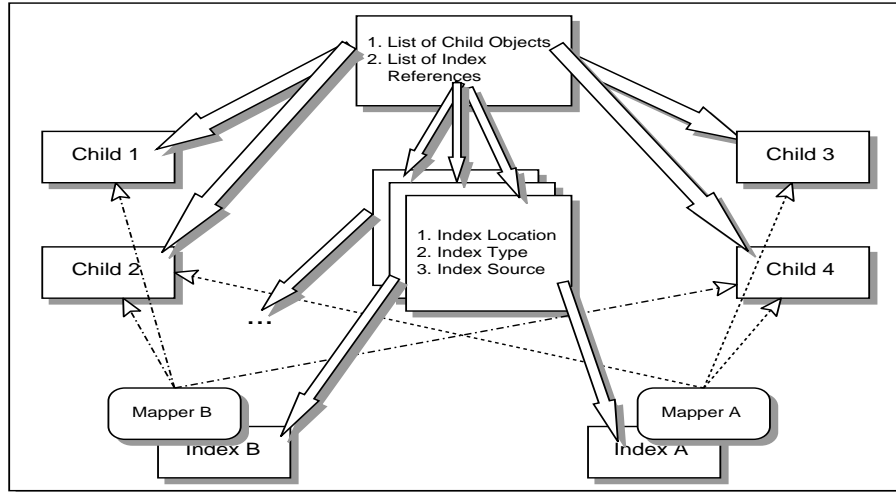 1. List of Child Objects
2. List of Index
References
Child 1
Child 3
1. Index Location
2. Index Type
3. Index Source
Child 2
Child 4
...
Mapper B
Mapper A
Index B
Index A